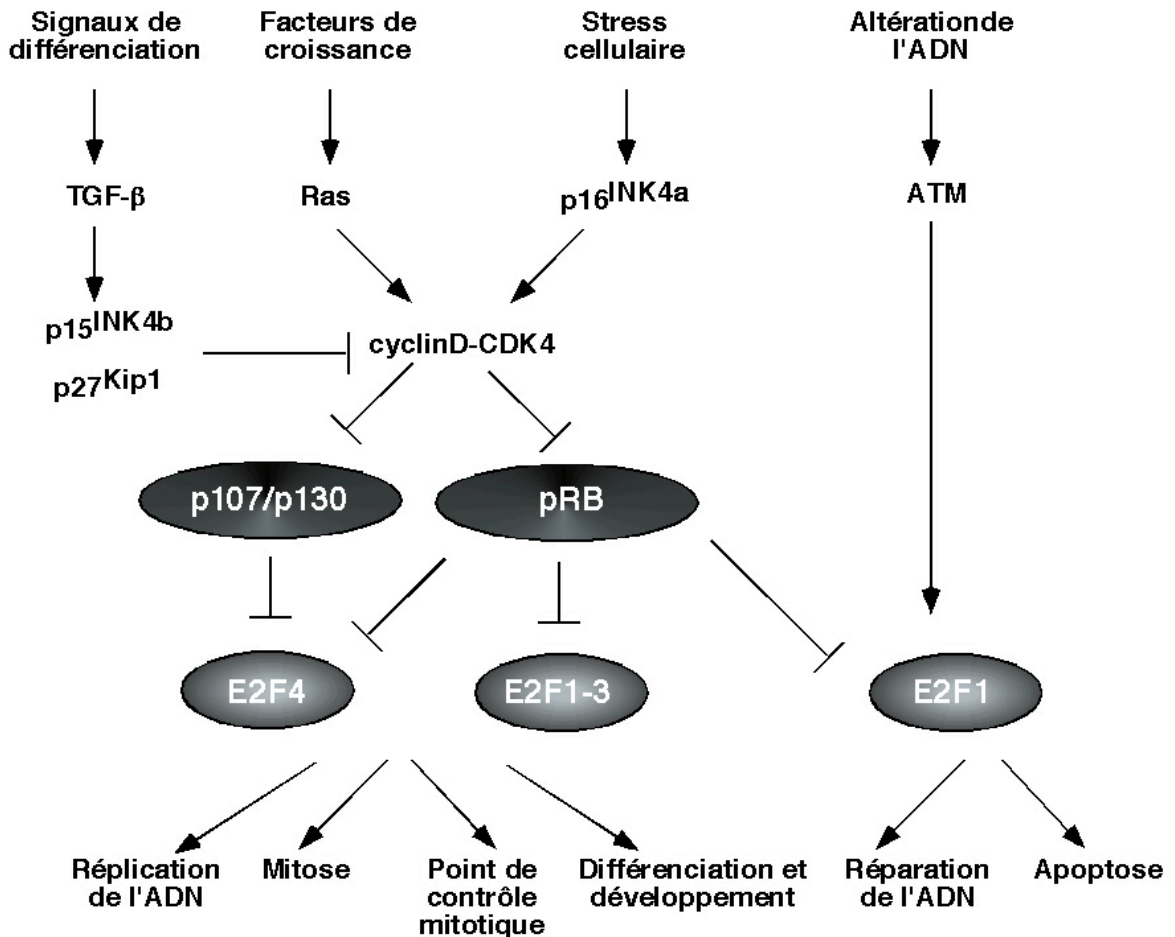 Signaux de
différenciation
Facteurs de
croissance
Stress
cellulaire
Altérationde
l'ADN
TGF-β
Ras
p16INK4a
ATM
p15INK4b
p27Kip1
cyclinD-CDK4
p107/p130
pRB
E2F4
E2F1-3
E2F1
Réplication
de l'ADN
Mitose
Point de
contrôle
mitotique
Différenciation et
développement
Réparation
de l'ADN
Apoptose